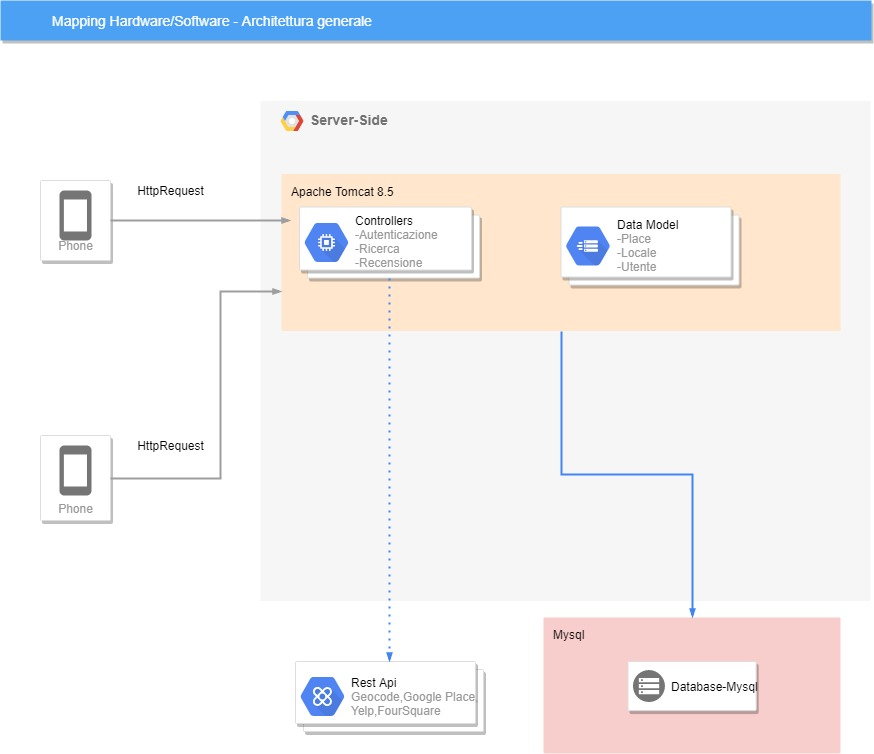 Mapping Hardware/Software - Architettura generale
Server-Side
Apache Tomcat 8.5
HttpRequest
Phone
Controllers
-Autenticazione
-Ricerca
-Recensione
Data Model
-Place
-Locale
-Utente
HttpRequest
Phone
Rest Api
Geocode,Google Place,
Yelp,FourSquare
Mysql
Database-Mysql